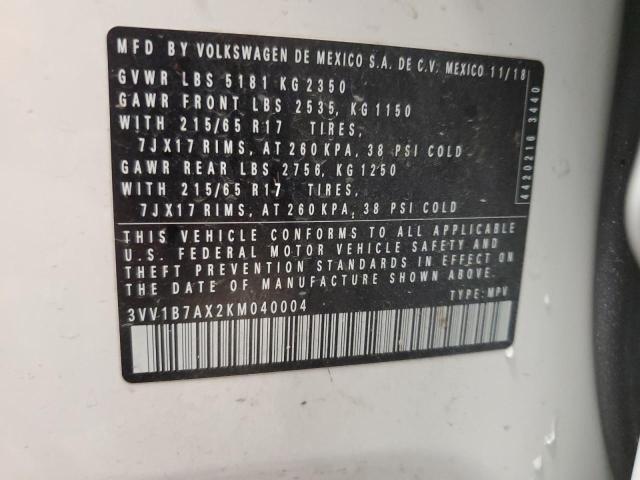 MFD BY VOLKSWAGEN DE MEXICO S.A. DE C.V. MEXICO 11/18
GVWR LBS 5181 KG 2350
GAWR FRONT LBS 2535, KG 1150
WITH 215/65 R17 TIRES,
7JX17 RIMS, AT 260 KPA, 38 PSI COLD
GAWR REAR LBS 2756, KG 1250
WITH 215/65 R17 TIRES,
7JX17 RIMS, AT 260 KPA, 38 PSI COLD
THIS VEHICLE CONFORMS TO ALL APPLICABLE
U.S. FEDERAL MOTOR VEHICLE SAFETY AND
THEFT PREVENTION STANDARDS IN EFFECT ON
THE DATE OF MANUFACTURE SHOWN ABOVE.
3VV1B7AX2KM040004 TYPE: MPV
4420216 3440